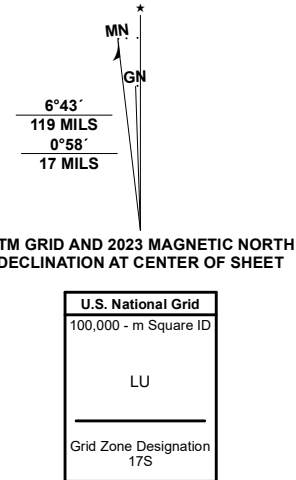 ★
MN
GN
6°43´
119 MILS
0°58´
17 MILS
TM GRID AND 2023 MAGNETIC NORTH
DECLINATION AT CENTER OF SHEET
U.S. National Grid
100,000 - m Square ID
LU
Grid Zone Designation
17S